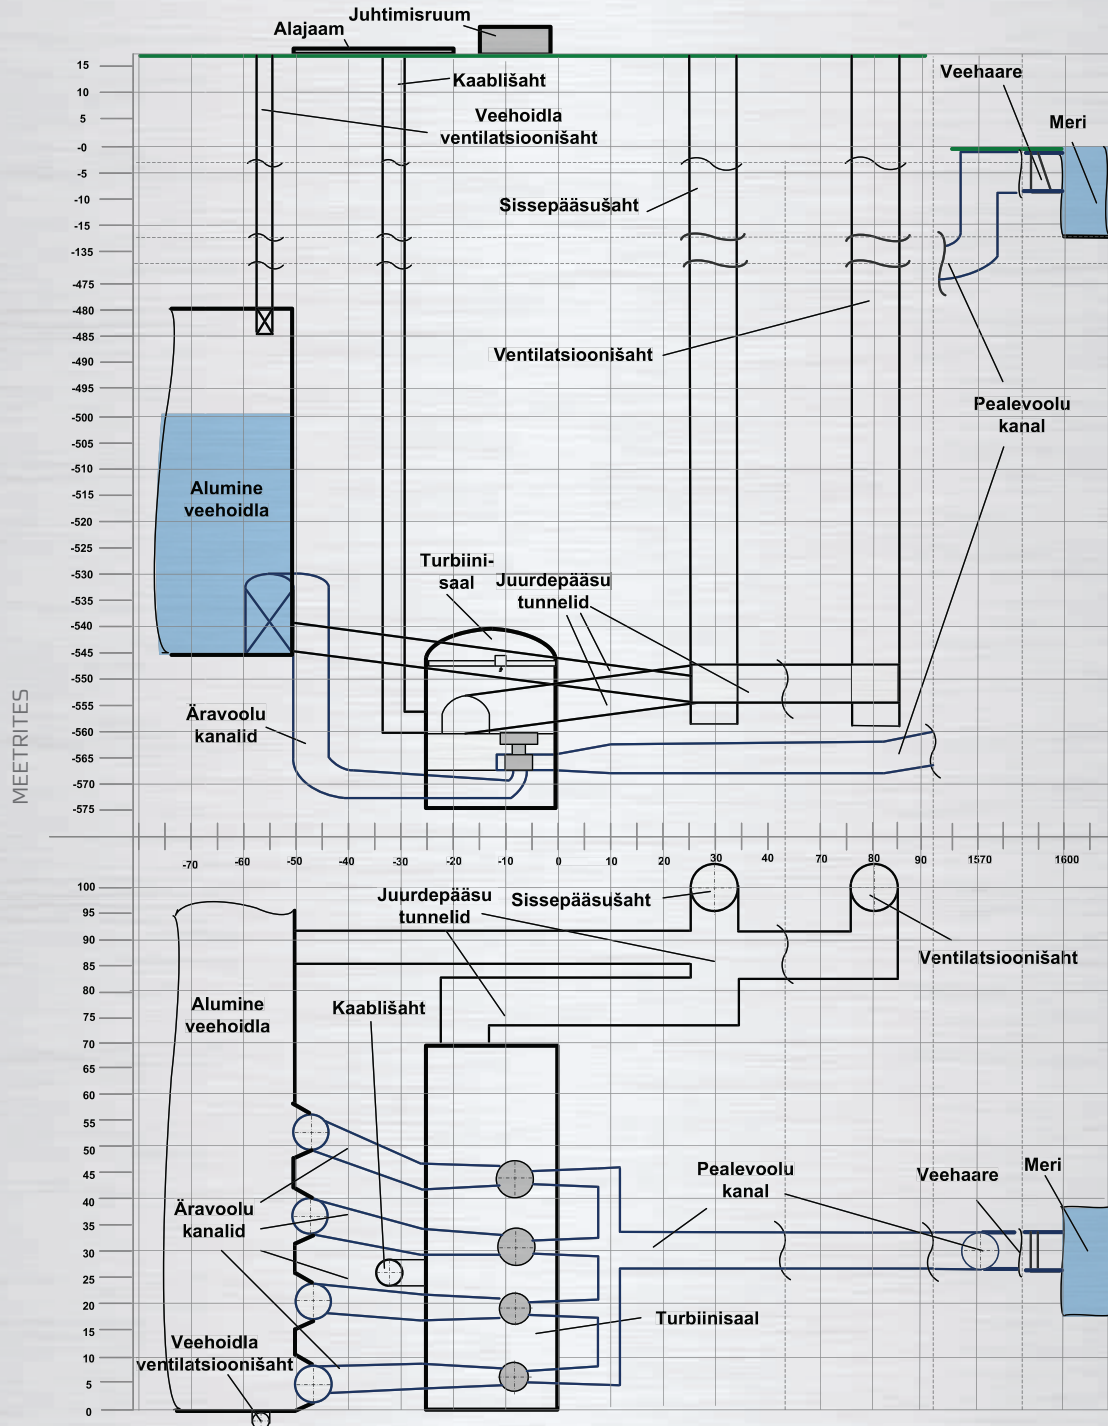 Juhtimisruum
Alajaam
Kaablišaht
Veehoidla
ventilatsioonišaht
Veehaare
Meri
Sissepääsušaht
Ventilatsioonišaht
Pealevoolu
kanal
Alumine
veehoidla
Turbiini-
saal
Juurdepääsu
tunnelid
Äravoolu
kanalid
MEETRITES
15
10
5
-0
-5
-10
-15
-135
-475
-480
-485
-490
-495
-500
-505
-510
-515
-520
-525
-530
-535
-540
-545
-550
-555
-560
-565
-570
-575
-70
-60
-50
-40
-30
-20
-10
0
10
20
30
40
70
80
90
1570
1600
100
95
90
85
80
75
70
65
60
55
50
45
40
35
30
25
20
15
10
5
0
Juurdepääsu
tunnelid
Sissepääsušaht
Ventilatsioonišaht
Alumine
veehoidla
Kaablišaht
Pealevoolu
kanal
Veehaare
Meri
Äravoolu
kanalid
Turbiinisaal
Veehoidla
ventilatsioonišaht